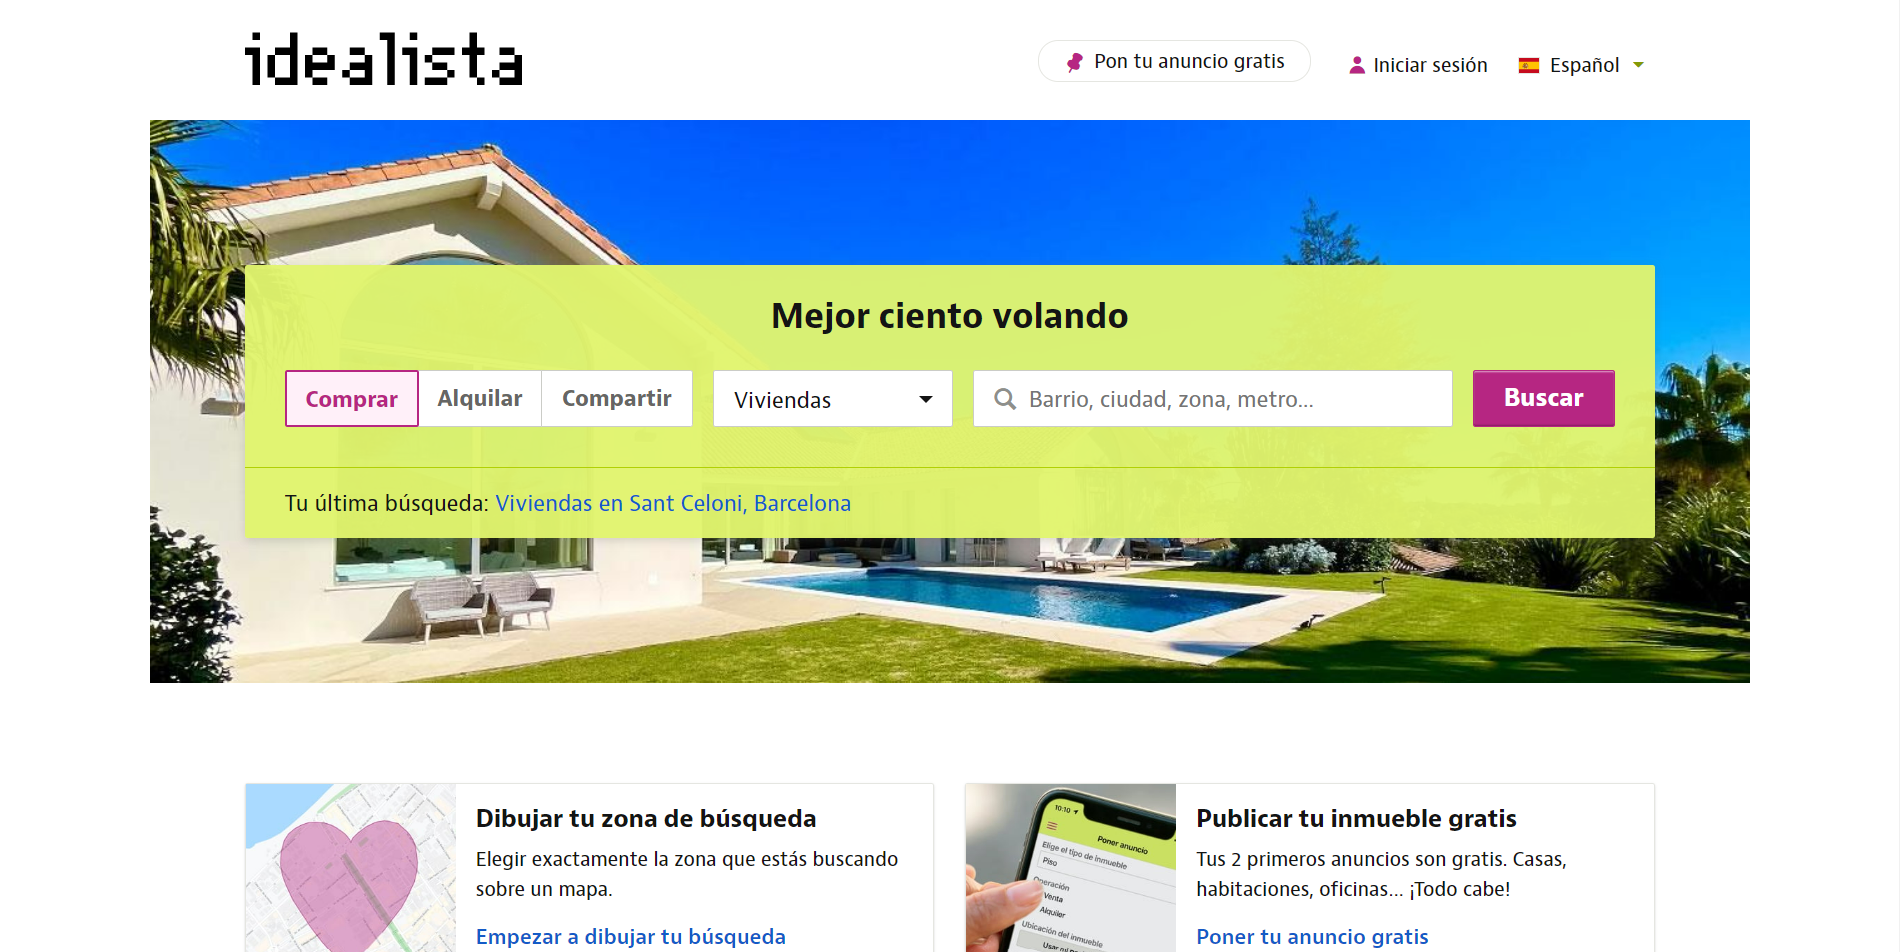 idealista
Pon tu anuncio gratis
Iniciar sesión
Español
Mejor ciento volando
Comprar
Alquilar
Compartir
Viviendas
Barrio, ciudad, zona, metro...
Buscar
Tu última búsqueda: Viviendas en Sant Celoni, Barcelona
Dibujar tu zona de búsqueda
Elegir exactamente la zona que estás buscando
sobre un mapa.
Empezar a dibujar tu búsqueda
10:10
Poner anuncio
Elige el tipo de inmueble
Piso
Operación
Venta
Alquiler
Ubicación del inmueble
Publicar tu inmueble gratis
Tus 2 primeros anuncios son gratis. Casas,
habitaciones, oficinas... ¡Todo cabe!
Poner tu anuncio gratis